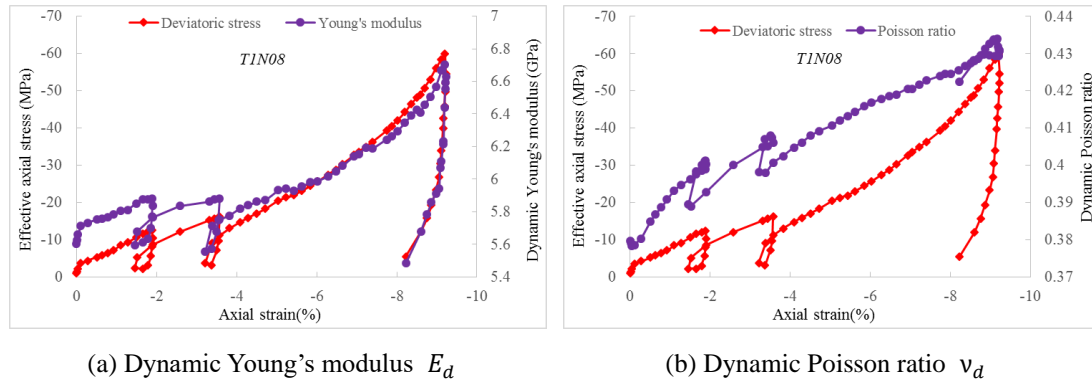 Deviatoric stress Young's modulus
T1N08
Effective axial stress (MPa)
-70
-60
-50
-40
-30
-20
-10
0
Dynamic Young's modulus (GPa)
7
6.8
6.6
6.4
6.2
6
5.8
5.6
5.4
0 -2 -4 -6 -8 -10
Axial strain(%)
(a) Dynamic Young’s modulus E_d
Deviatoric stress Poisson ratio
T1N08
Effective axial stress (MPa)
-70
-60
-50
-40
-30
-20
-10
0
Dynamic Poisson ratio
0.44
0.43
0.42
0.41
0.40
0.39
0.38
0.37
0 -2 -4 -6 -8 -10
Axial strain(%)
(b) Dynamic Poisson ratio ν_d